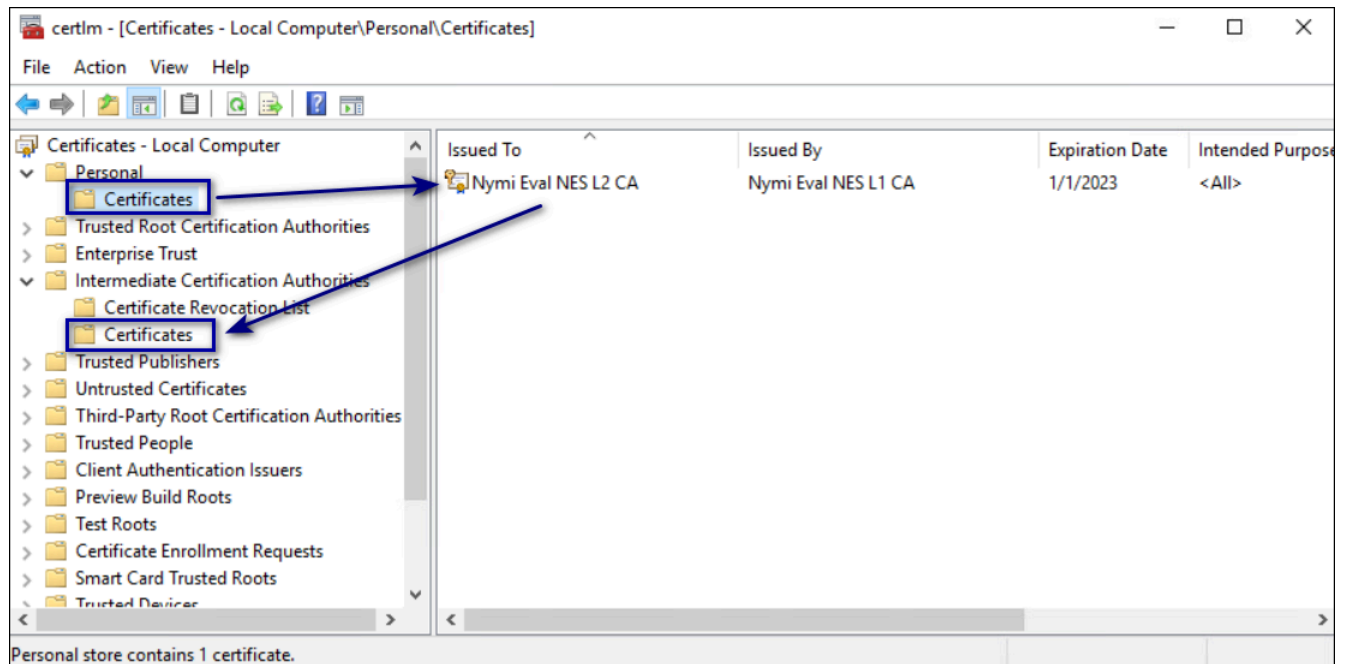 certlm - [Certificates - Local Computer\Personal\Certificates]
File Action View Help
Certificates - Local Computer
Personal
Certificates
Trusted Root Certification Authorities
Enterprise Trust
Intermediate Certification Authorities
Certificate Revocation List
Certificates
Trusted Publishers
Untrusted Certificates
Third-Party Root Certification Authorities
Trusted People
Client Authentication Issuers
Preview Build Roots
Test Roots
Certificate Enrollment Requests
Smart Card Trusted Roots
Trusted Devices
Issued To Issued By Expiration Date Intended Purpose
Nymi Eval NES L2 CA Nymi Eval NES L1 CA 1/1/2023 <All>
Personal store contains 1 certificate.